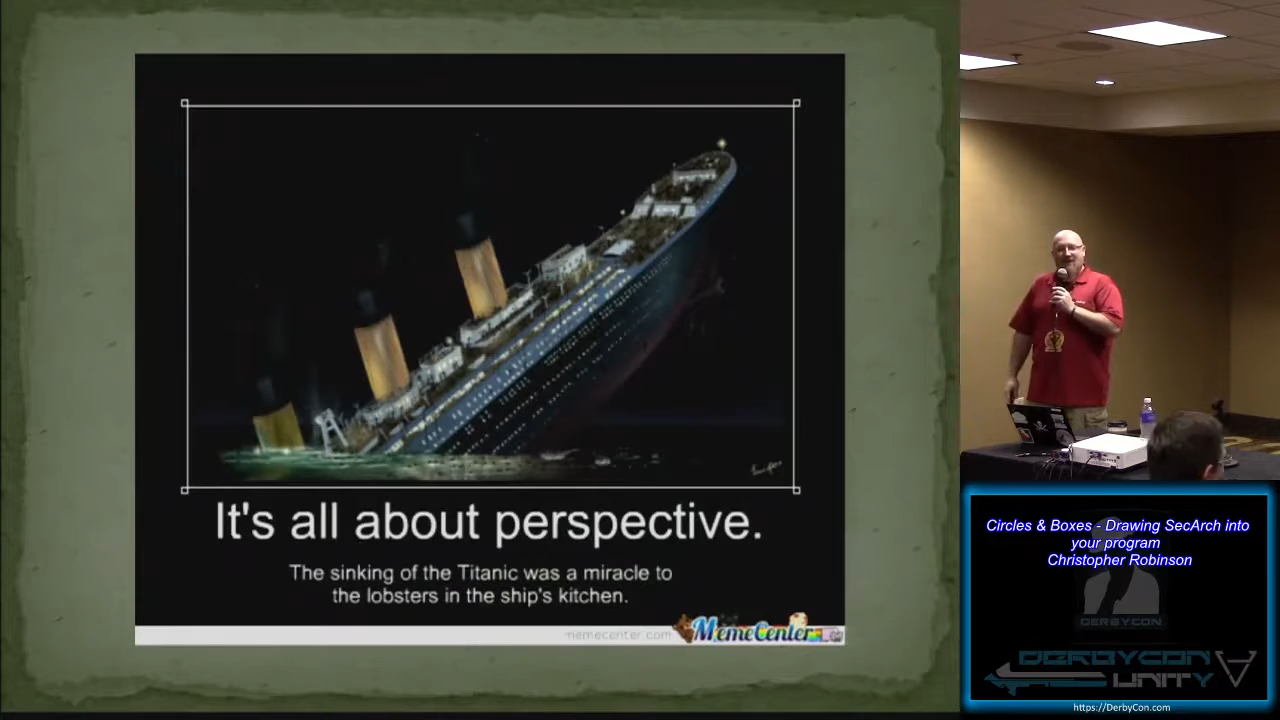 It's all about perspective.
The sinking of the Titanic was a miracle to
the lobsters in the ship's kitchen.
memecenter.com
MemeCenter
Circles & Boxes - Drawing SecArch into
your program
Christopher Robinson
DERBYCON
DERBYCON
UNITY
https://DerbyCon.com